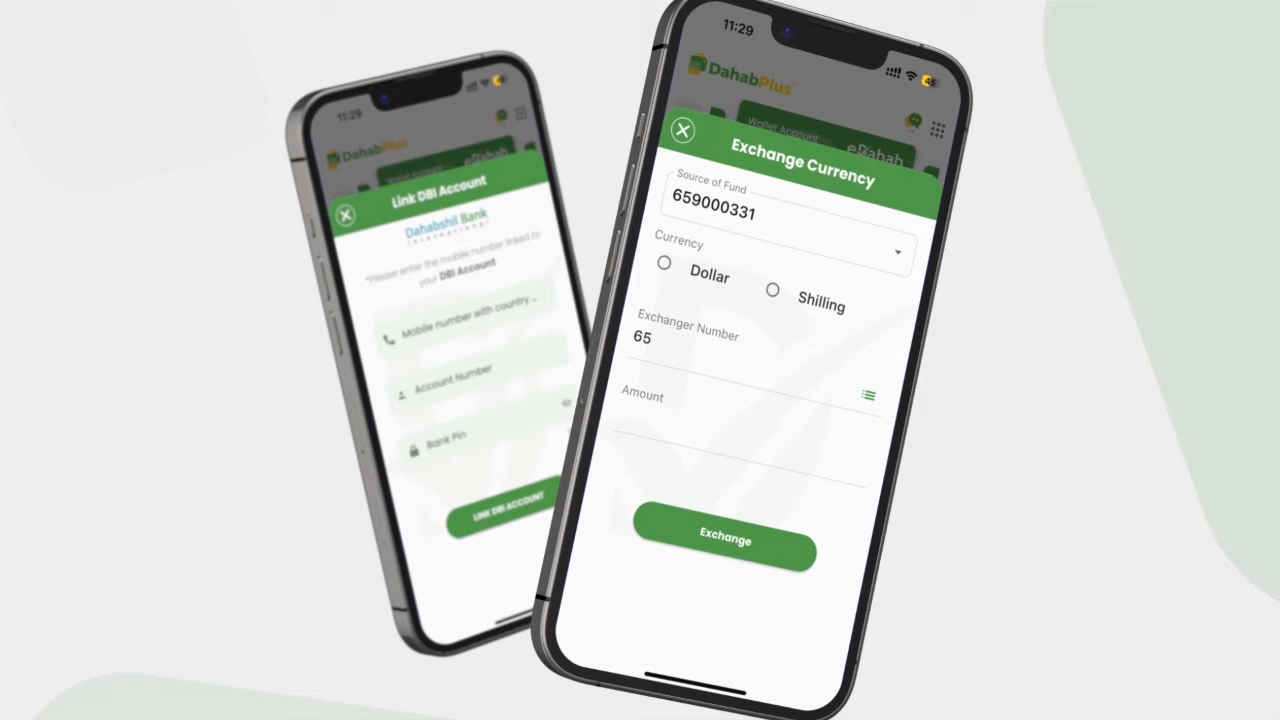 11:29
DahabPlus
Link DBI Account
Dahabshil Bank
International
*Please enter the mobile number linked to
your DBI Account
Mobile number with country ...
Account Number
Bank Pin
LINK DBI ACCOUNT
11:29
45
DahabPlus
Wallet Account
eDahab
Exchange Currency
Source of Fund
659000331
Currency
Dollar
Shilling
Exchanger Number
65
Amount
Exchange